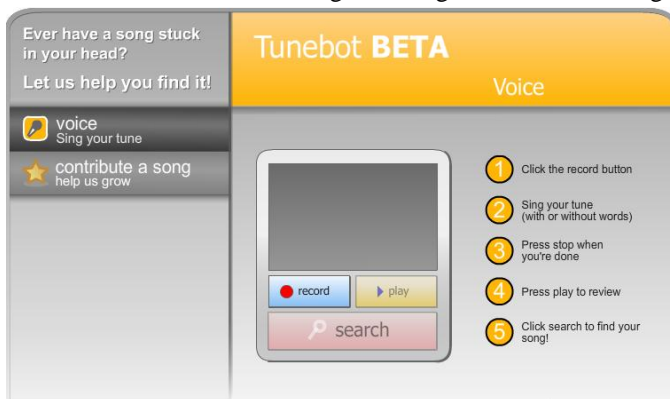 Ever have a song stuck
in your head?
Let us help you find it!
voice
Sing your tune
contribute a song
help us grow
Tunebot BETA
Voice
record
play
search
1 Click the record button
2 Sing your tune
(with or without words)
3 Press stop when
you're done
4 Press play to review
5 Click search to find your
song!